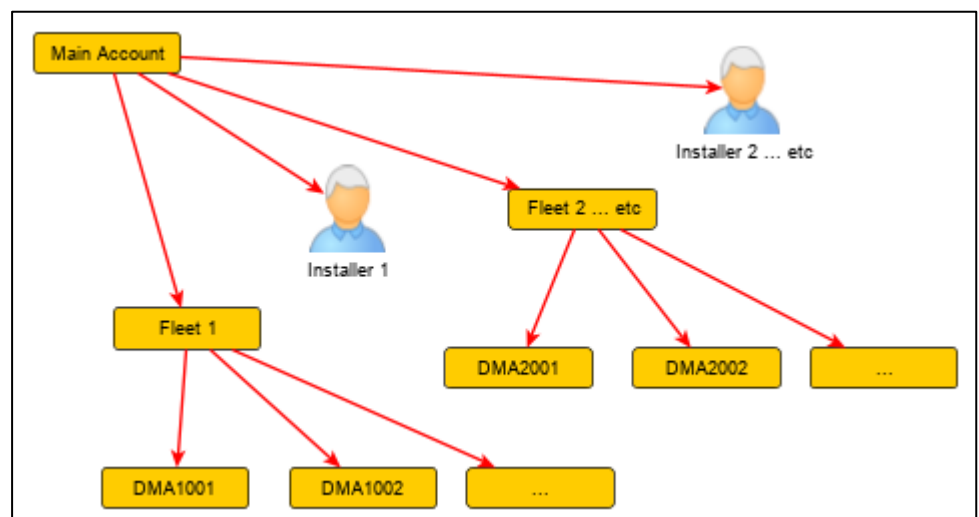 Main Account
Installer 2 ... etc
Fleet 2 ... etc
Installer 1
Fleet 1
DMA2001
DMA2002
...
DMA1001
DMA1002
...